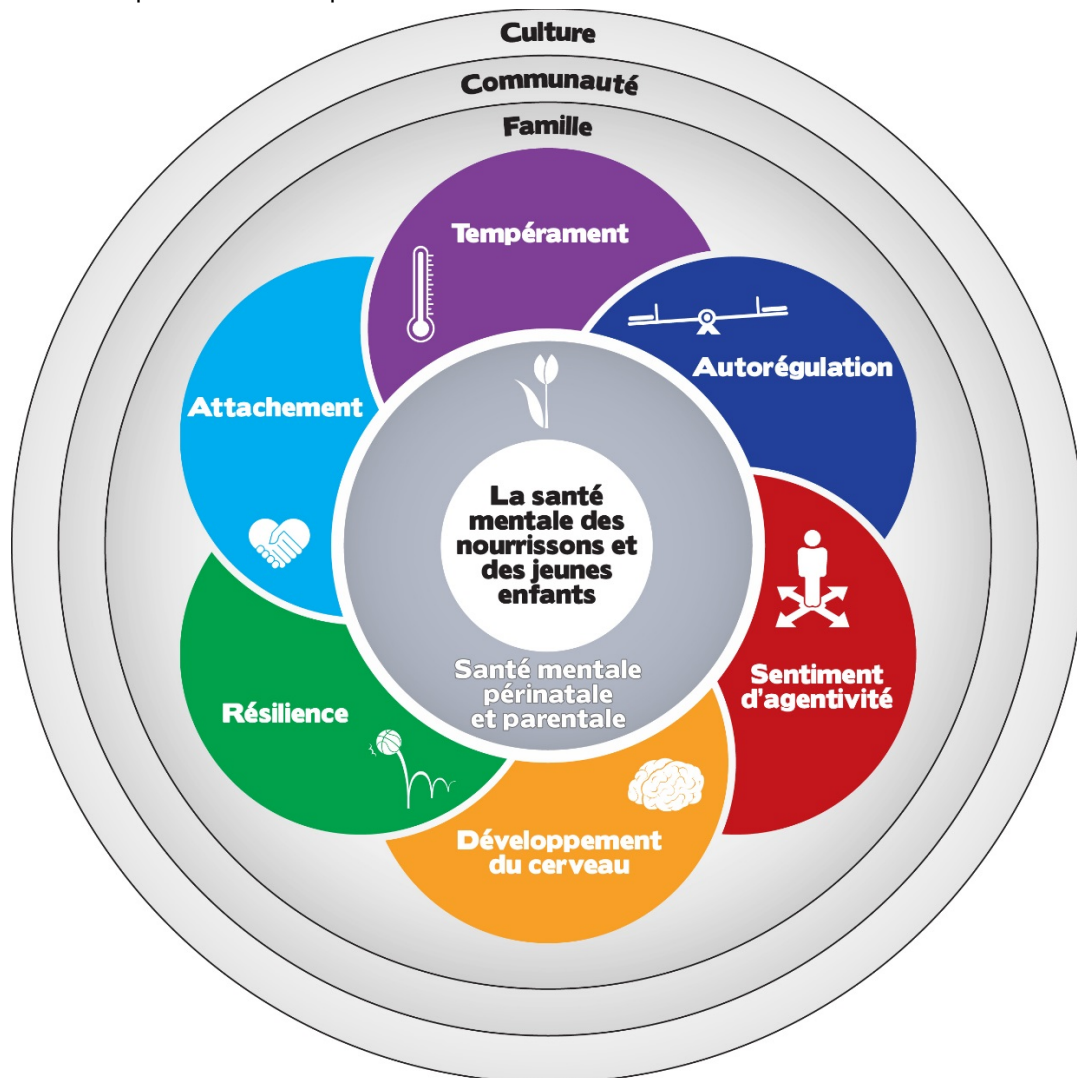 Culture
Communauté
Famille
Tempérament
Autorégulation
Attachement
La santé
mentale des
nourrissons et
des jeunes
enfants
Santé mentale
périnatale
et parentale
Sentiment
d'agentivité
Résilience
Développement
du cerveau